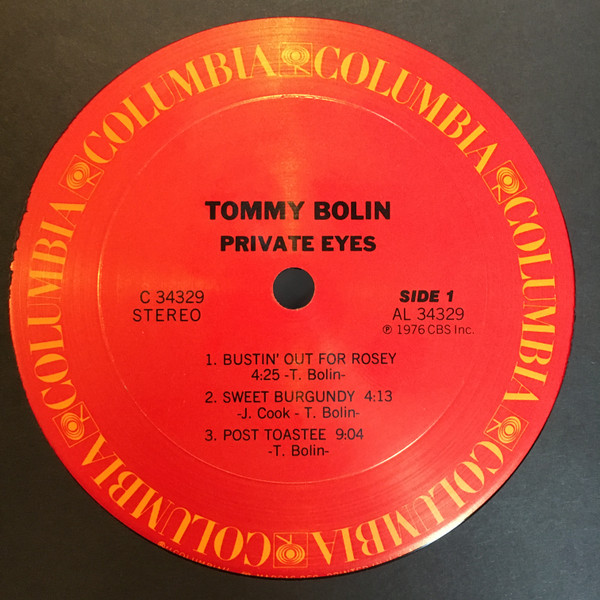 COLUMBIA COLUMBIA COLUMBIA COLUMBIA COLUMBIA COLUMBIA
TOMMY BOLIN
PRIVATE EYES
C 34329
STEREO
SIDE 1
AL 34329
℗ 1976 CBS Inc.
1. BUSTIN' OUT FOR ROSEY
4:25 -T. Bolin-
2. SWEET BURGUNDY 4:13
-J. Cook - T. Bolin-
3. POST TOASTEE 9:04
-T. Bolin-